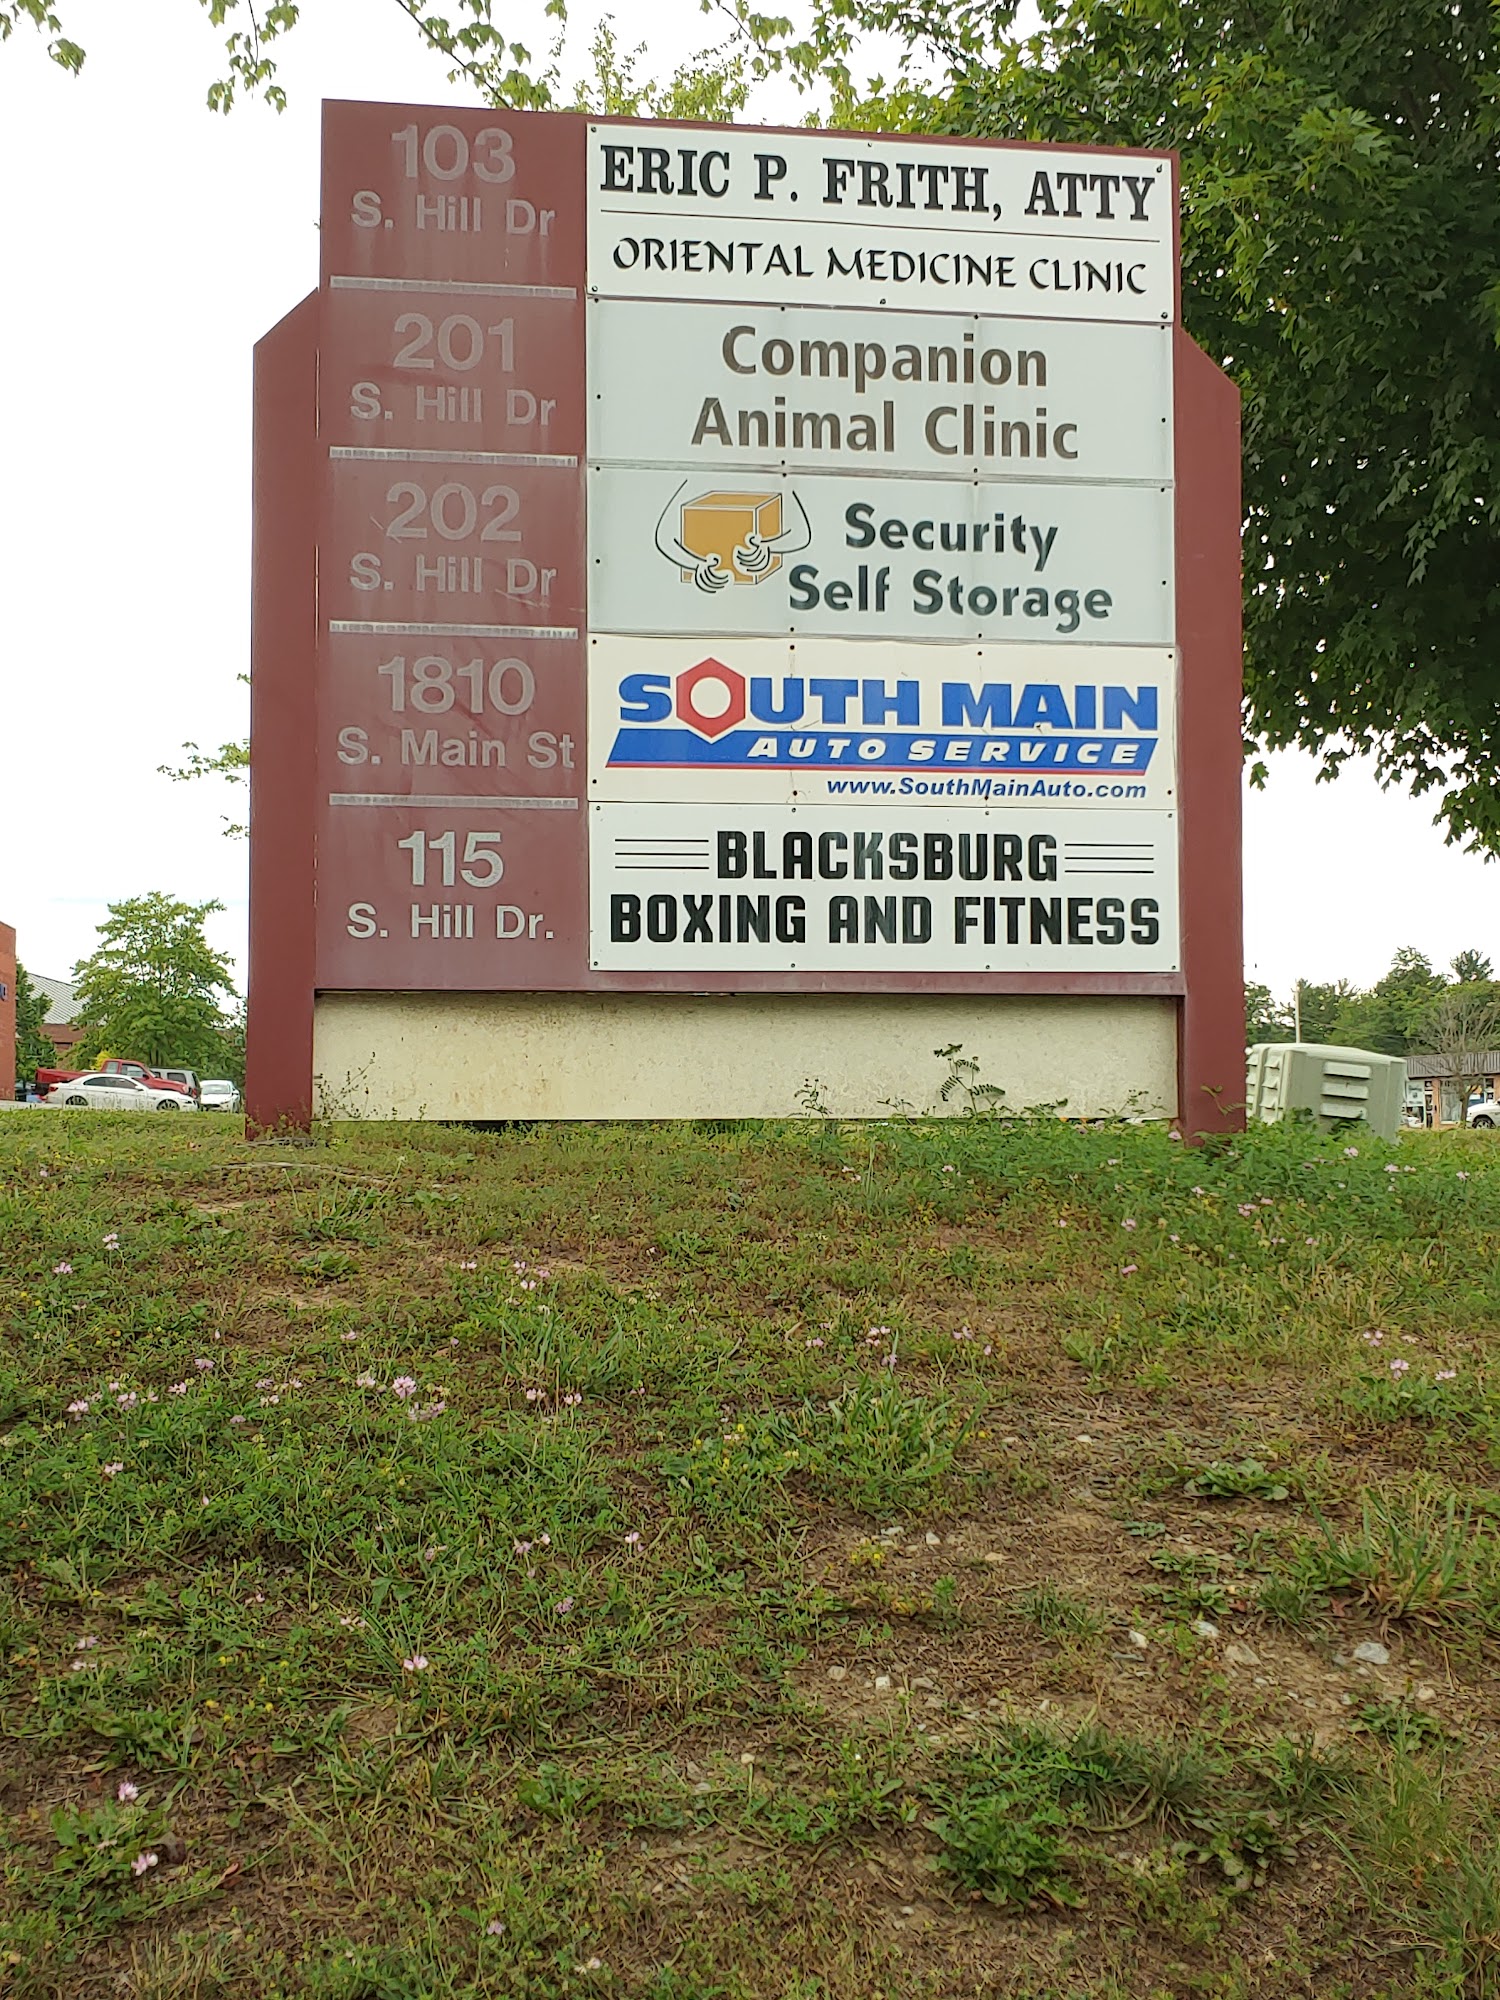 103
S. Hill Dr
ERIC P. FRITH, ATTY
ORIENTAL MEDICINE CLINIC
201
S. Hill Dr
Companion
Animal Clinic
202
S. Hill Dr
Security
Self Storage
1810
S. Main St
SOUTH MAIN
AUTO SERVICE
www.SouthMainAuto.com
115
S. Hill Dr.
BLACKSBURG
BOXING AND FITNESS